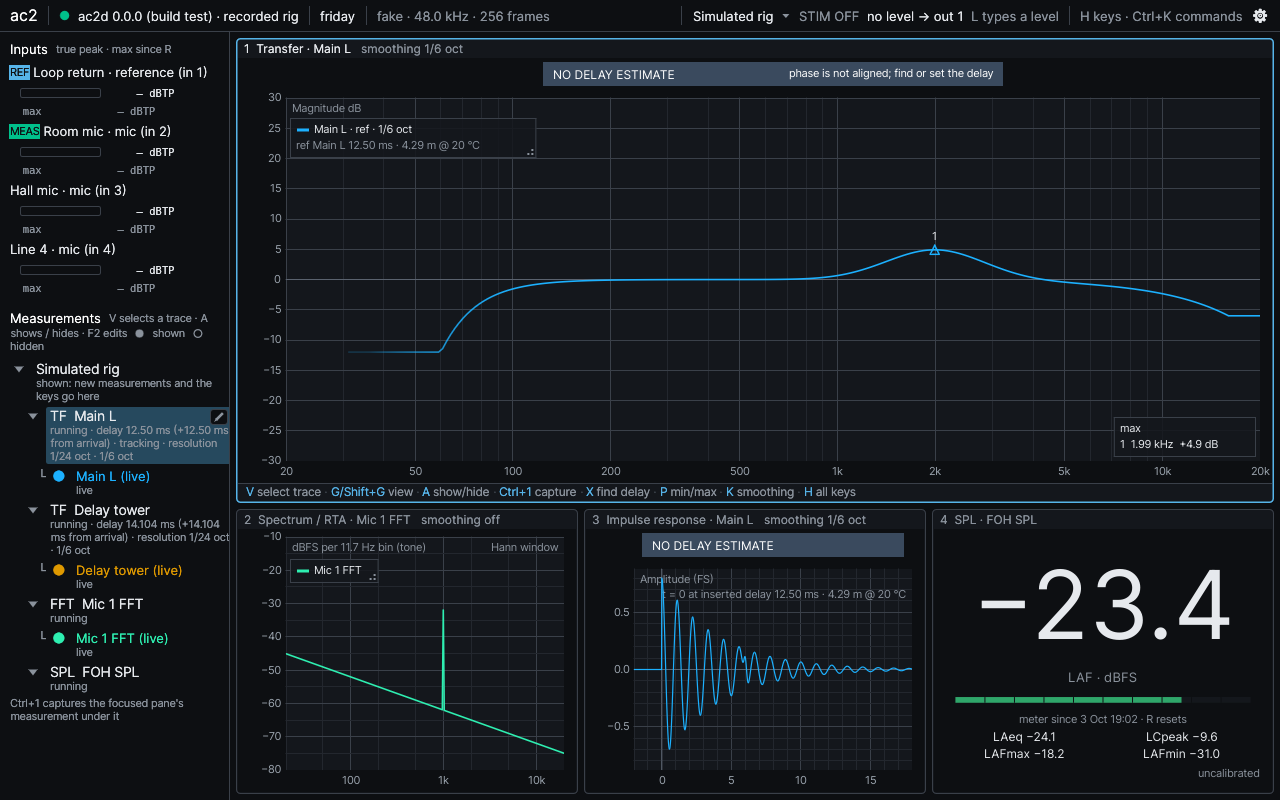 ac2 ac2d 0.0.0 (build test) · recorded rig friday fake · 48.0 kHz · 256 frames Simulated rig STIM OFF no level → out 1 L types a level H keys · Ctrl+K commands
Inputs true peak · max since R
REF Loop return · reference (in 1)
– dBTP
max – dBTP
MEAS Room mic · mic (in 2)
– dBTP
max – dBTP
Hall mic · mic (in 3)
– dBTP
max – dBTP
Line 4 · mic (in 4)
– dBTP
max – dBTP
Measurements V selects a trace · A
shows / hides · F2 edits shown
hidden
Simulated rig
shown: new measurements and the
keys go here
TF Main L
running · delay 12.50 ms (+12.50 ms
from arrival) · tracking · resolution
1/24 oct · 1/6 oct
Main L (live)
live
TF Delay tower
running · delay 14.104 ms (+14.104
ms from arrival) · resolution 1/24 oct
· 1/6 oct
Delay tower (live)
live
FFT Mic 1 FFT
running
Mic 1 FFT (live)
live
SPL FOH SPL
running
Ctrl+1 captures the focused pane's
measurement under it
1 Transfer · Main L smoothing 1/6 oct
NO DELAY ESTIMATE phase is not aligned; find or set the delay
Magnitude dB
Main L · ref · 1/6 oct
ref Main L 12.50 ms · 4.29 m @ 20 °C
30
25
20
15
10
5
0
−5
−10
−15
−20
−25
−30
1
max
1 1.99 kHz +4.9 dB
20 50 100 200 500 1k 2k 5k 10k 20k
V select trace · G/Shift+G view · A show/hide · Ctrl+1 capture · X find delay · P min/max · K smoothing · H all keys
2 Spectrum / RTA · Mic 1 FFT smoothing off
dBFS per 11.7 Hz bin (tone) Hann window
Mic 1 FFT
−10
−20
−30
−40
−50
−60
−70
−80
100 1k 10k
3 Impulse response · Main L smoothing 1/6 oct
NO DELAY ESTIMATE
Amplitude (FS)
t = 0 at inserted delay 12.50 ms · 4.29 m @ 20 °C
0.5
0.0
−0.5
0 5 10 15
4 SPL · FOH SPL
−23.4
LAF · dBFS
meter since 3 Oct 19:02 · R resets
LAeq −24.1 LCpeak −9.6
LAFmax −18.2 LAFmin −31.0
uncalibrated